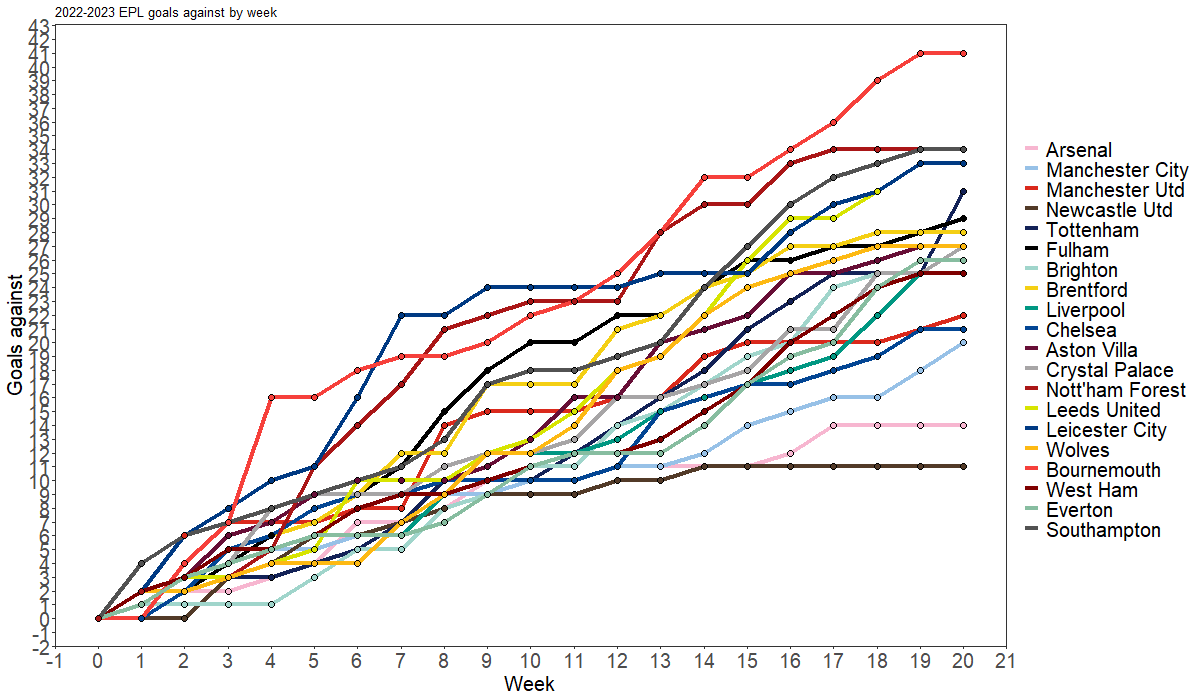 2022-2023 EPL goals against by week
43
42
41
40
39
38
37
36
35
34
33
32
31
30
29
28
27
26
25
24
23
22
21
20
19
18
17
16
15
14
13
12
11
10
9
8
7
6
5
4
3
2
1
0
-1
-2
Goals against
-1 0 1 2 3 4 5 6 7 8 9 10 11 12 13 14 15 16 17 18 19 20 21
Week
Arsenal
Manchester City
Manchester Utd
Newcastle Utd
Tottenham
Fulham
Brighton
Brentford
Liverpool
Chelsea
Aston Villa
Crystal Palace
Nott'ham Forest
Leeds United
Leicester City
Wolves
Bournemouth
West Ham
Everton
Southampton